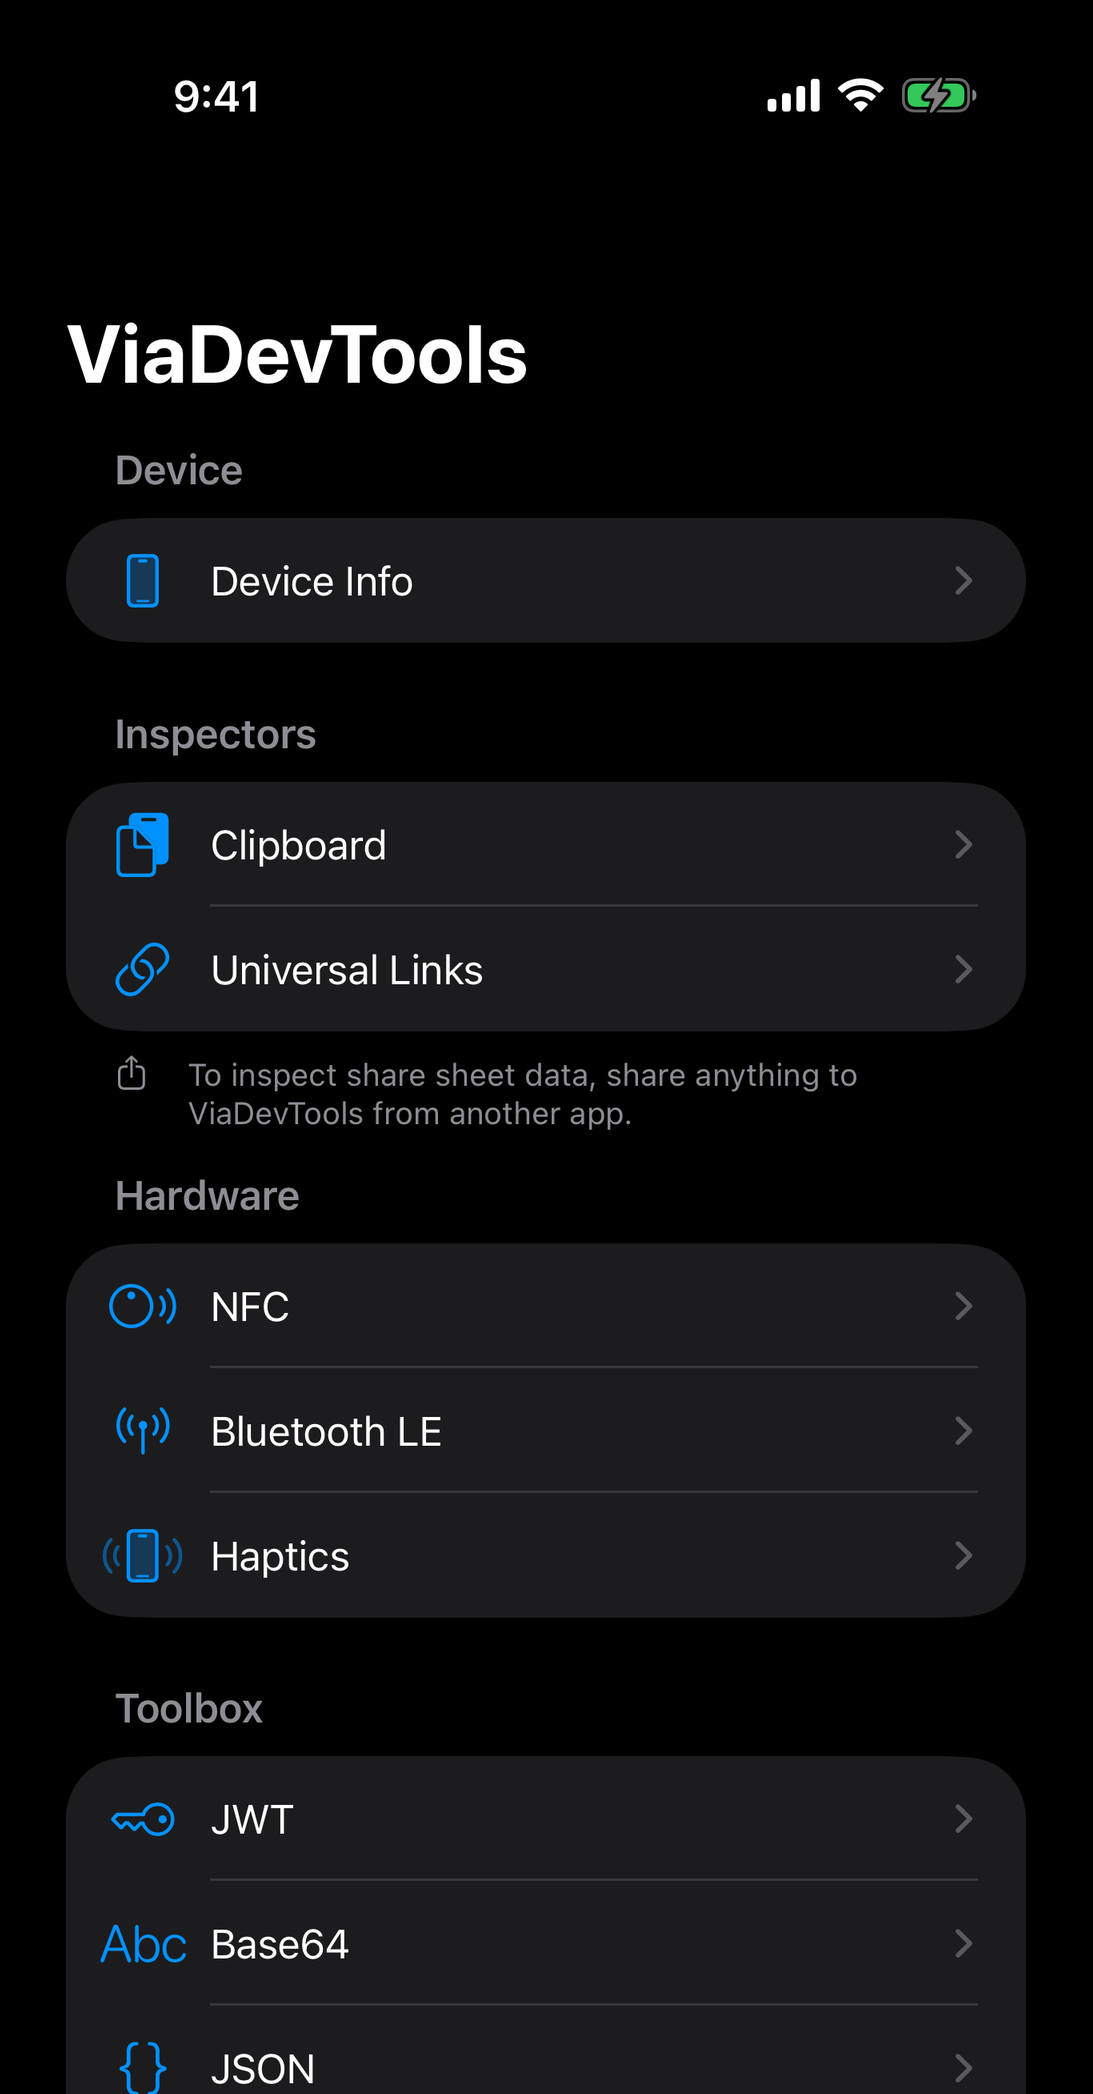 9:41
ViaDevTools
Device
Device Info
Inspectors
Clipboard
Universal Links
To inspect share sheet data, share anything to
ViaDevTools from another app.
Hardware
NFC
Bluetooth LE
Haptics
Toolbox
JWT
Abc Base64
{} JSON